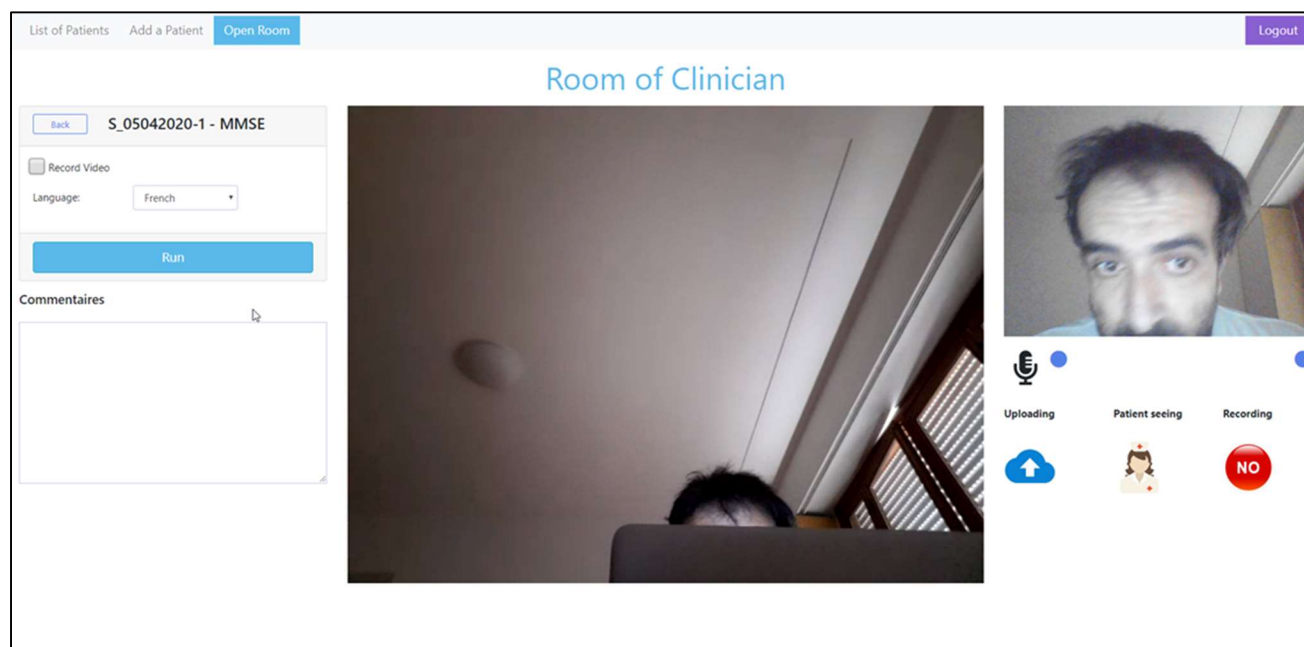 List of Patients Add a Patient Open Room Logout
Room of Clinician
Back S_05042020-1 - MMSE
Record Video
Language: French
Run
Commentaires
Uploading Patient seeing Recording
NO